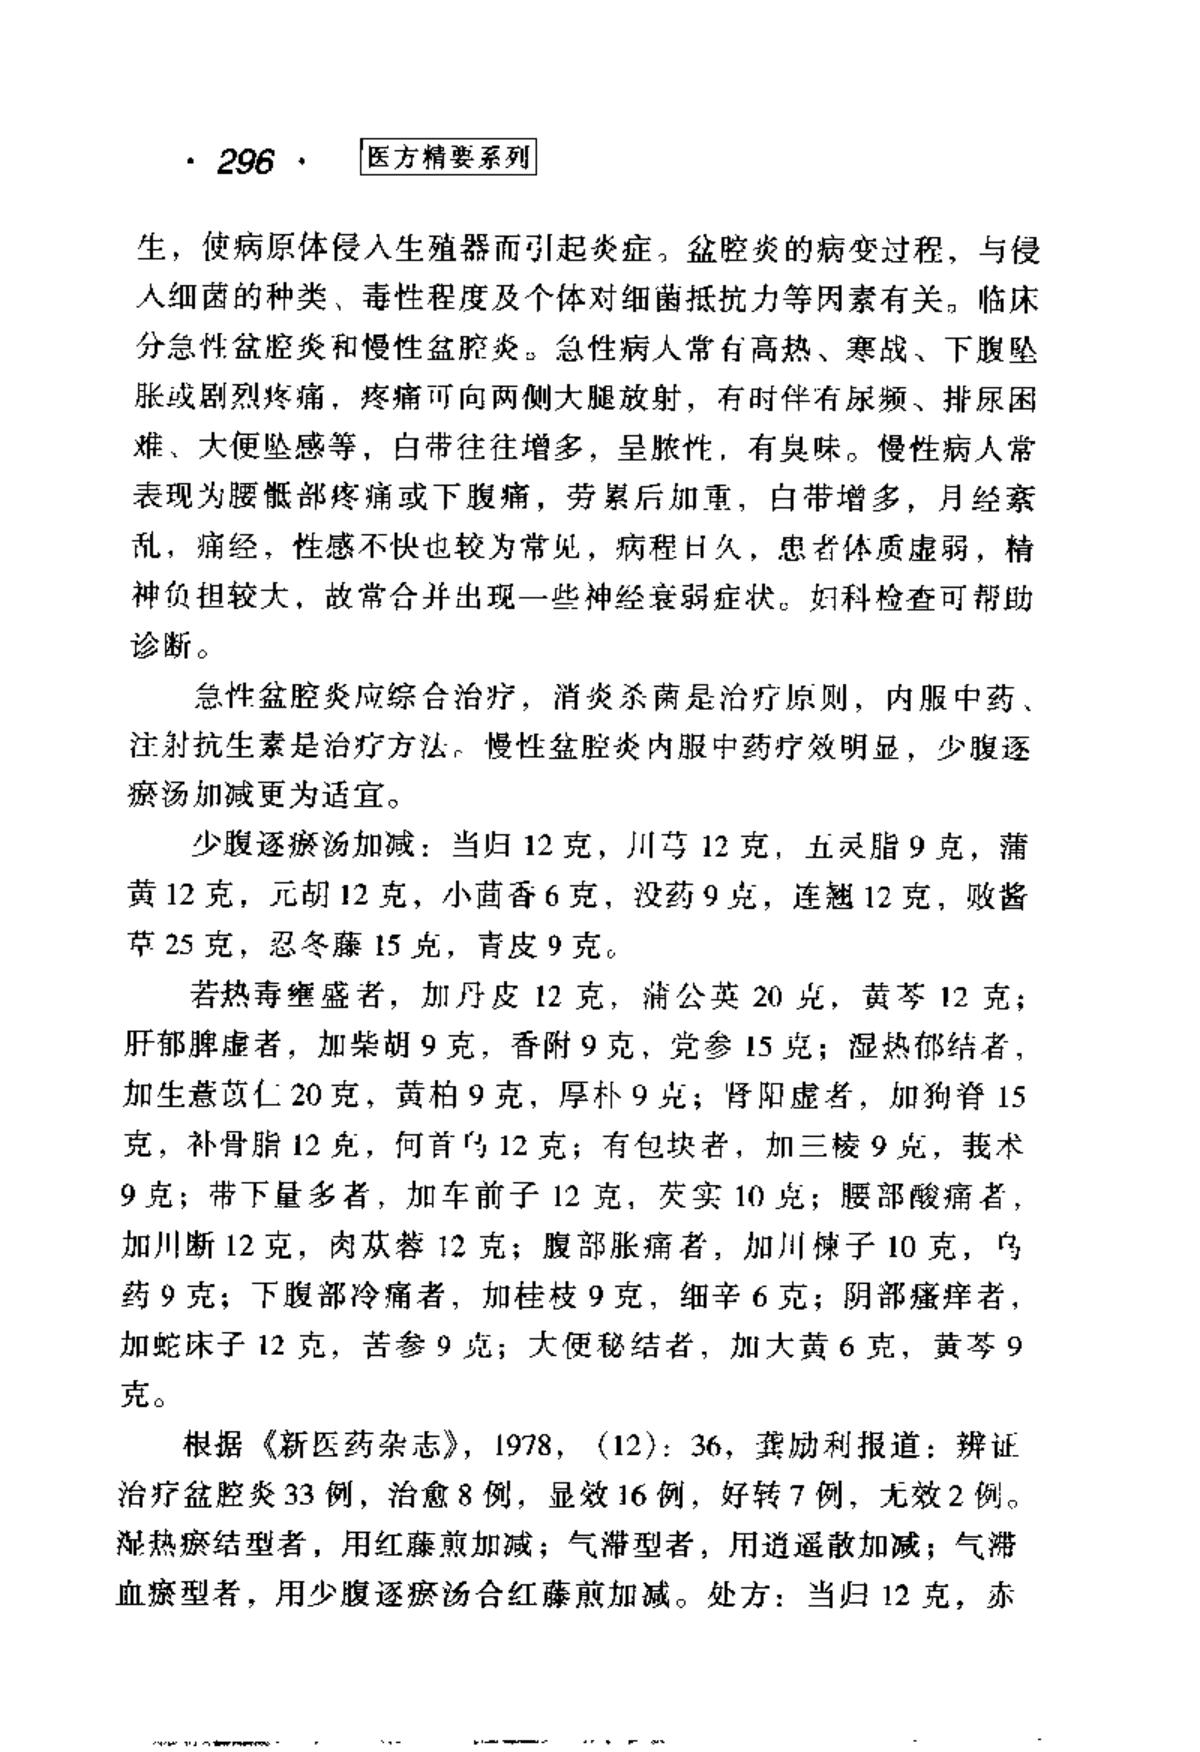 · 296 · 医方精要系列
生，使病原体侵入生殖器而引起炎症。盆腔炎的病变过程，与侵
入细菌的种类、毒性程度及个体对细菌抵抗力等因素有关。临床
分急性盆腔炎和慢性盆腔炎。急性病人常有高热、寒战、下腹坠
胀或剧烈疼痛，疼痛可向两侧大腿放射，有时伴有尿频、排尿困
难、大便坠感等，白带往往增多，呈脓性，有臭味。慢性病人常
表现为腰骶部疼痛或下腹痛，劳累后加重，白带增多，月经紊
乱，痛经，性感不快也较为常见，病程日久，患者体质虚弱，精
神负担较大，故常合并出现一些神经衰弱症状。妇科检查可帮助
诊断。
急性盆腔炎应综合治疗，消炎杀菌是治疗原则，内服中药、
注射抗生素是治疗方法。慢性盆腔炎内服中药疗效明显，少腹逐
瘀汤加减更为适宜。
少腹逐瘀汤加减：当归 12 克，川芎 12 克，五灵脂 9 克，蒲
黄 12 克，元胡 12 克，小茴香 6 克，没药 9 克，连翘 12 克，败酱
草 25 克，忍冬藤 15 克，青皮 9 克。
若热毒壅盛者，加丹皮 12 克，蒲公英 20 克，黄芩 12 克；
肝郁脾虚者，加柴胡 9 克，香附 9 克，党参 15 克；湿热郁结者，
加生薏苡仁 20 克，黄柏 9 克，厚朴 9 克；肾阳虚者，加狗脊 15
克，补骨脂 12 克，何首乌 12 克；有包块者，加三棱 9 克，莪术
9 克；带下量多者，加车前子 12 克，芡实 10 克；腰部酸痛者，
加川断 12 克，肉苁蓉 12 克；腹部胀痛者，加川楝子 10 克，乌
药 9 克；下腹部冷痛者，加桂枝 9 克，细辛 6 克；阴部瘙痒者，
加蛇床子 12 克，苦参 9 克；大便秘结者，加大黄 6 克，黄芩 9
克。
根据《新医药杂志》，1978，（12）：36，龚励利报道：辨证
治疗盆腔炎 33 例，治愈 8 例，显效 16 例，好转 7 例，无效 2 例。
湿热瘀结型者，用红藤煎加减；气滞型者，用逍遥散加减；气滞
血瘀型者，用少腹逐瘀汤合红藤煎加减。处方：当归 12 克，赤